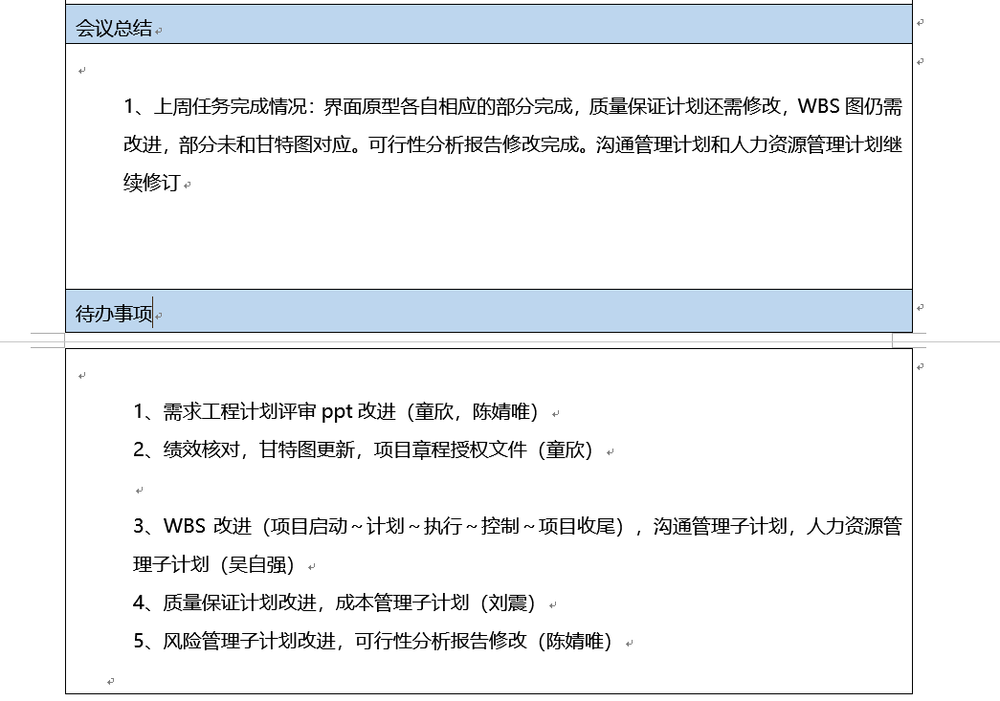 会议总结
1、上周任务完成情况：界面原型各自相应的部分完成，质量保证计划还需修改，WBS 图仍需
改进，部分未和甘特图对应。可行性分析报告修改完成。沟通管理计划和人力资源管理计划继
续修订
待办事项
1、需求工程计划评审 ppt 改进（童欣，陈婧唯）
2、绩效核对，甘特图更新，项目章程授权文件（童欣）
3、WBS 改进（项目启动～计划～执行～控制～项目收尾），沟通管理子计划，人力资源管
理子计划（吴自强）
4、质量保证计划改进，成本管理子计划（刘震）
5、风险管理子计划改进，可行性分析报告修改（陈婧唯）